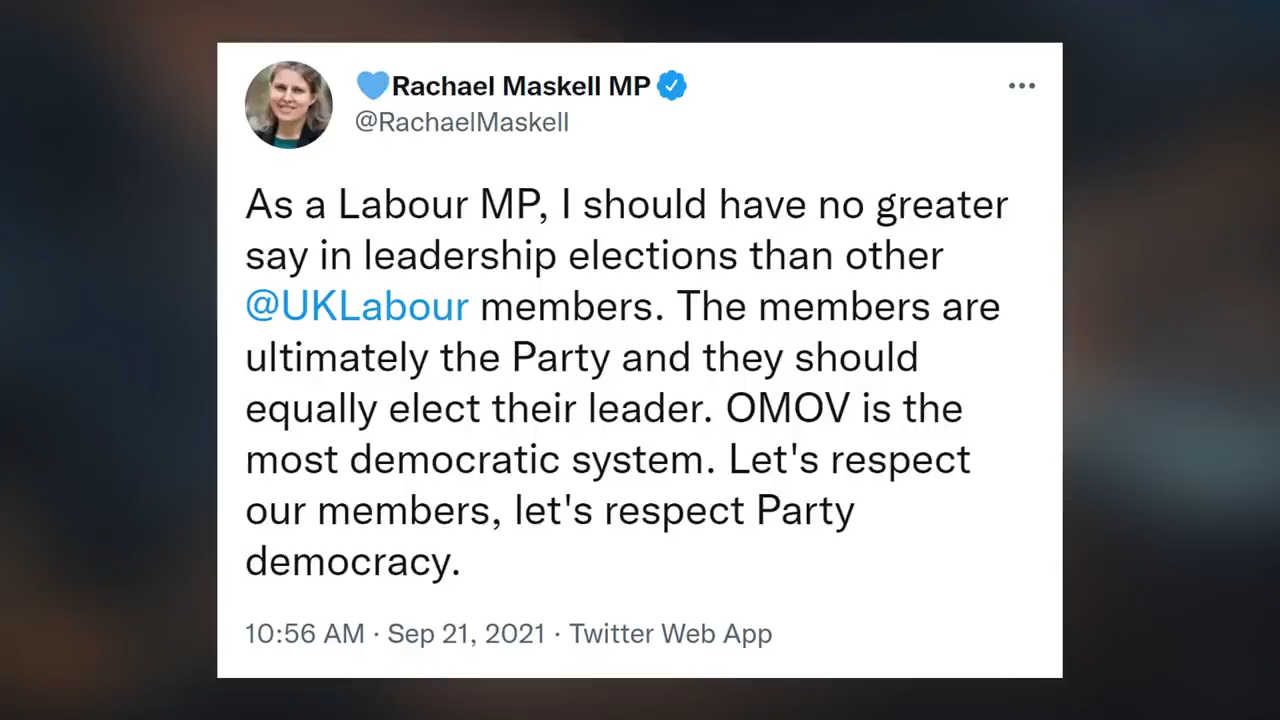 💙Rachael Maskell MP
@RachaelMaskell
As a Labour MP, I should have no greater
say in leadership elections than other
@UKLabour members. The members are
ultimately the Party and they should
equally elect their leader. OMOV is the
most democratic system. Let's respect
our members, let's respect Party
democracy.
10:56 AM · Sep 21, 2021 · Twitter Web App